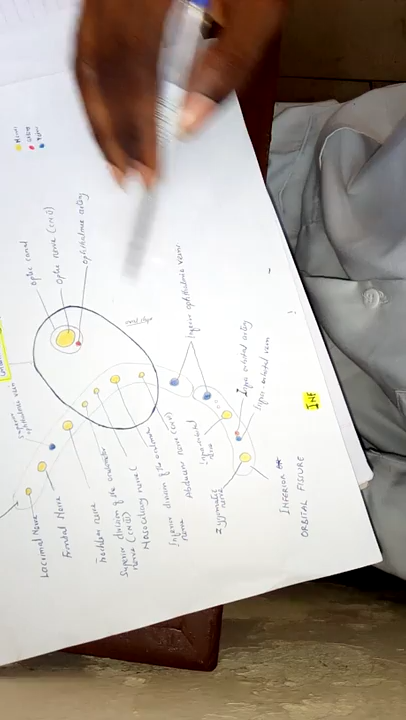 Optic canal
Optic nerve (CN II)
Ophthalmic artery
Superior
ophthalmic vein
Inferior ophthalmic vein
Lacrimal Nerve
Frontal Nerve
Trochlear nerve
Superior division of the oculomotor
nerve (CN III)
Nasociliary nerve (
Inferior division of the oculomotor
nerve
Abducens nerve (CN VI)
Infra orbital
nerve
Zygomatic
nerve
Infra orbital artery
Infra orbital vein
INF
INFERIOR
ORBITAL FISSURE